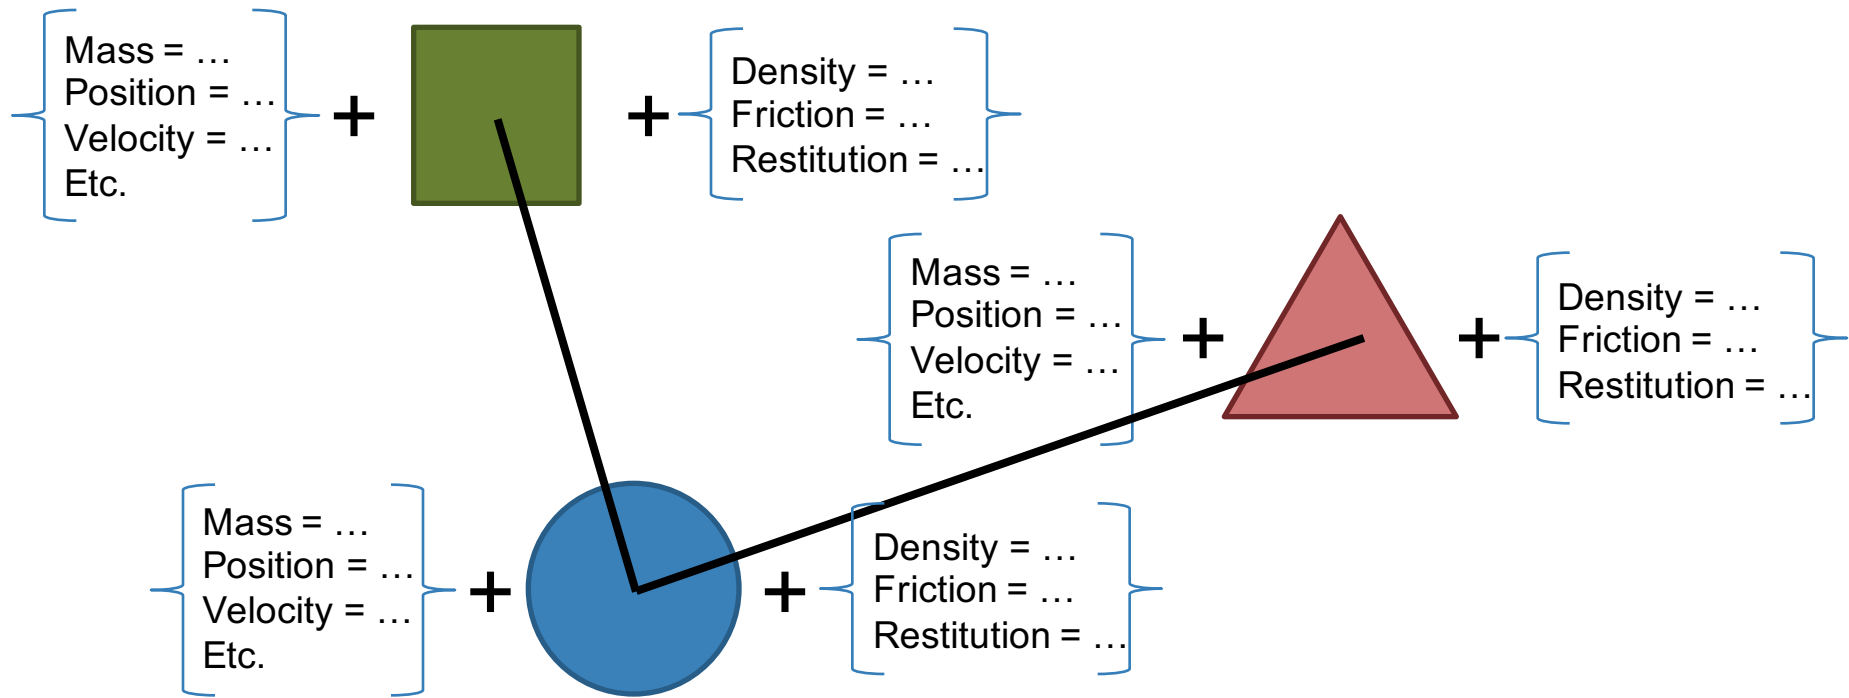 Mass = …
Position = …
Velocity = …
Etc.
+
+
Density = …
Friction = …
Restitution = …
Mass = …
Position = …
Velocity = …
Etc.
+
+
Density = …
Friction = …
Restitution = …
Mass = …
Position = …
Velocity = …
Etc.
+
+
Density = …
Friction = …
Restitution = …